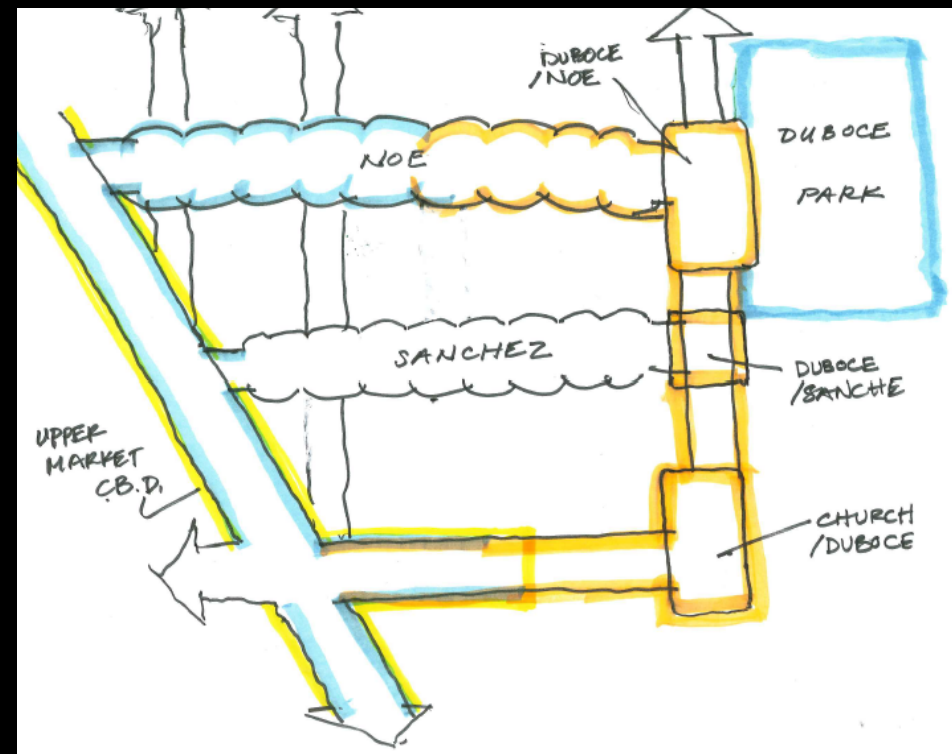 DUBOCE
/NOE
DUBOCE
PARK
NOE
SANCHEZ
DUBOCE
/SANCHE
UPPER
MARKET
C.B.D.
CHURCH
/DUBOCE